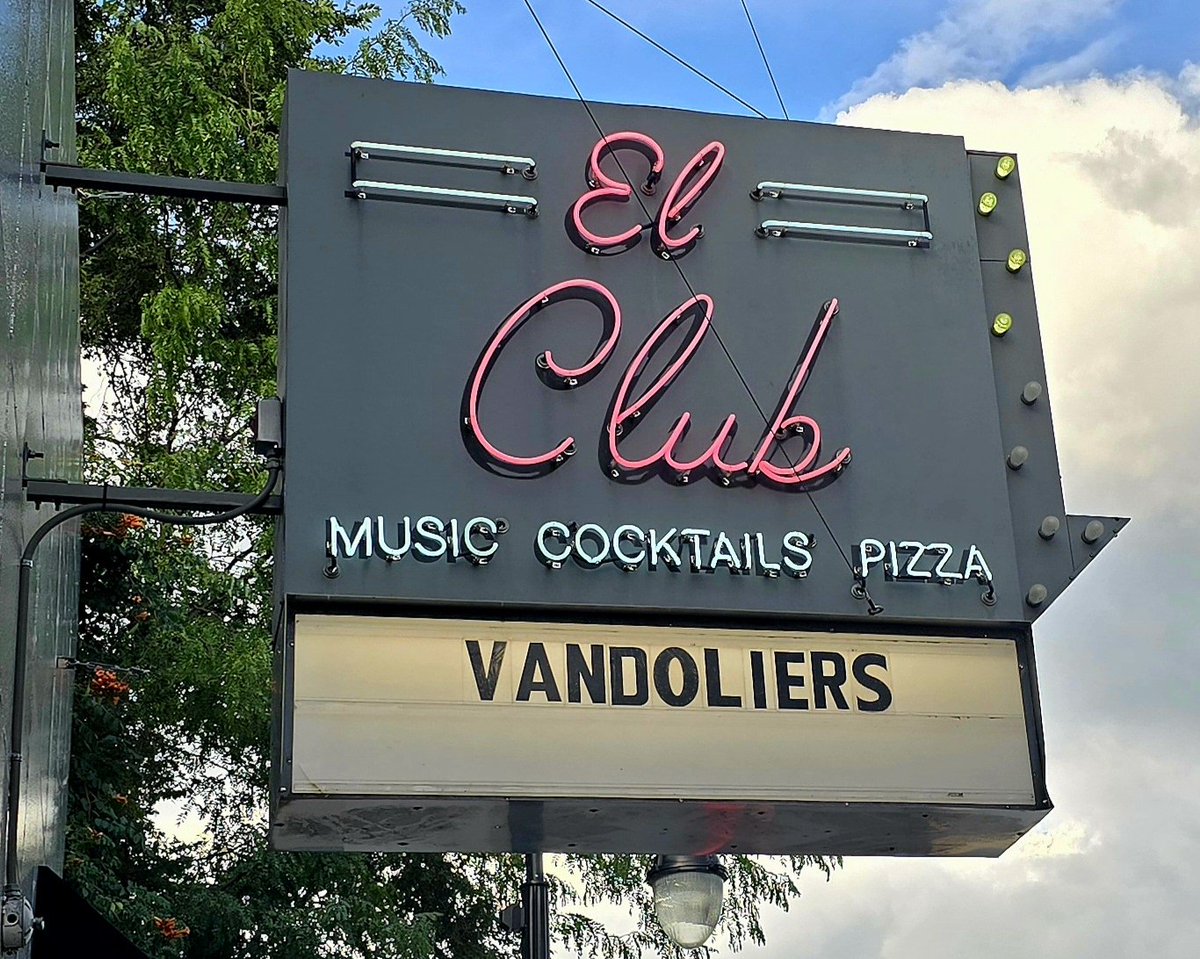 El
Club
MUSIC COCKTAILS PIZZA
VANDOLIERS